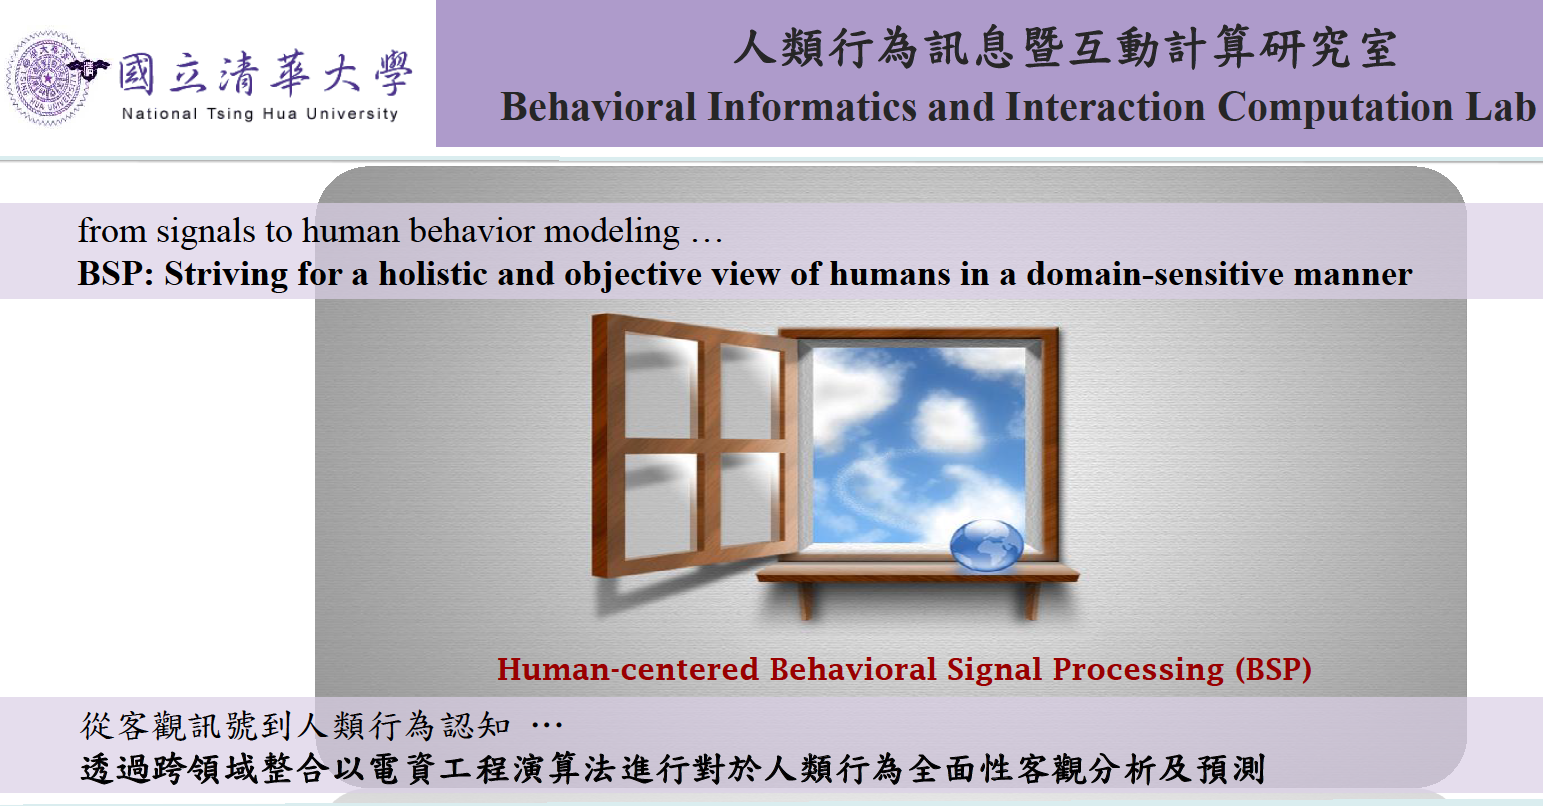 國立清華大學
National Tsing Hua University
人類行為訊息暨互動計算研究室
Behavioral Informatics and Interaction Computation Lab
from signals to human behavior modeling …
BSP: Striving for a holistic and objective view of humans in a domain-sensitive manner
Human-centered Behavioral Signal Processing (BSP)
從客觀訊號到人類行為認知 …
透過跨領域整合以電資工程演算法進行對於人類行為全面性客觀分析及預測